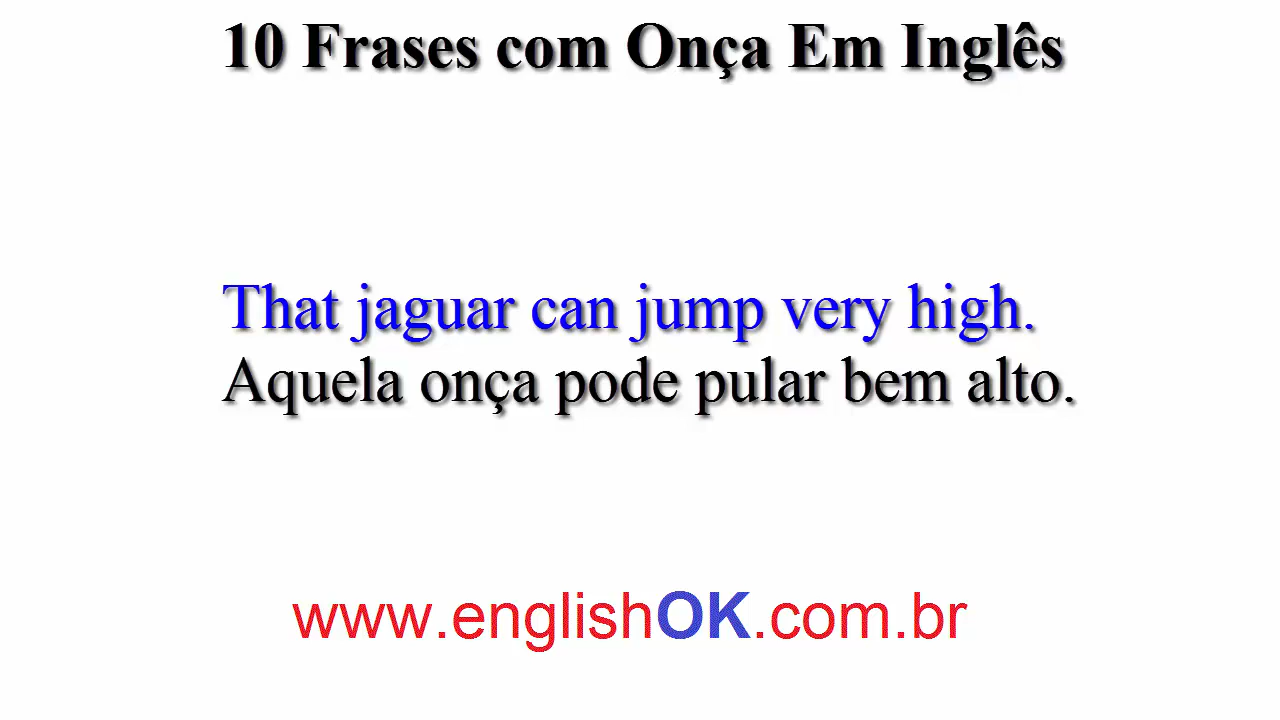 10 Frases com Onça Em Inglês
That jaguar can jump very high.
Aquela onça pode pular bem alto.
www.englishOK.com.br